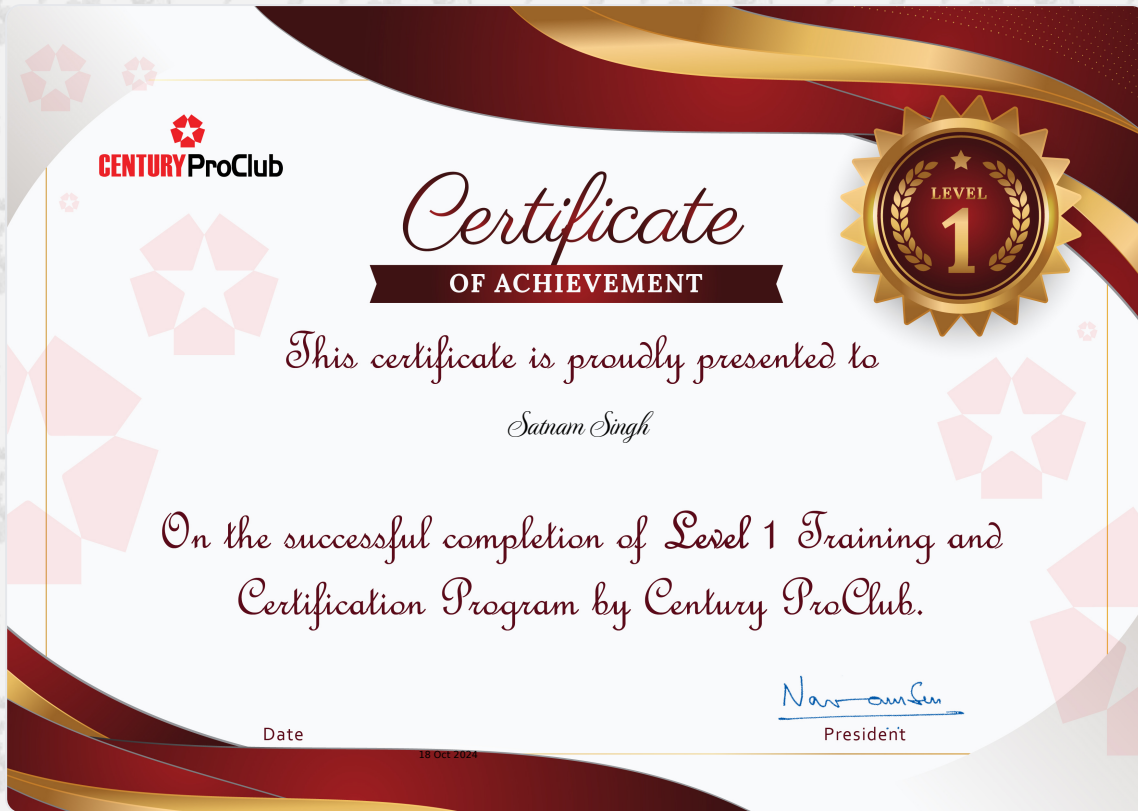 CENTURY ProClub
LEVEL
1
Certificate
OF ACHIEVEMENT
This certificate is proudly presented to
Satnam Singh
On the successful completion of Level 1 Training and
Certification Program by Century ProClub.
Date
18 Oct 2024
President